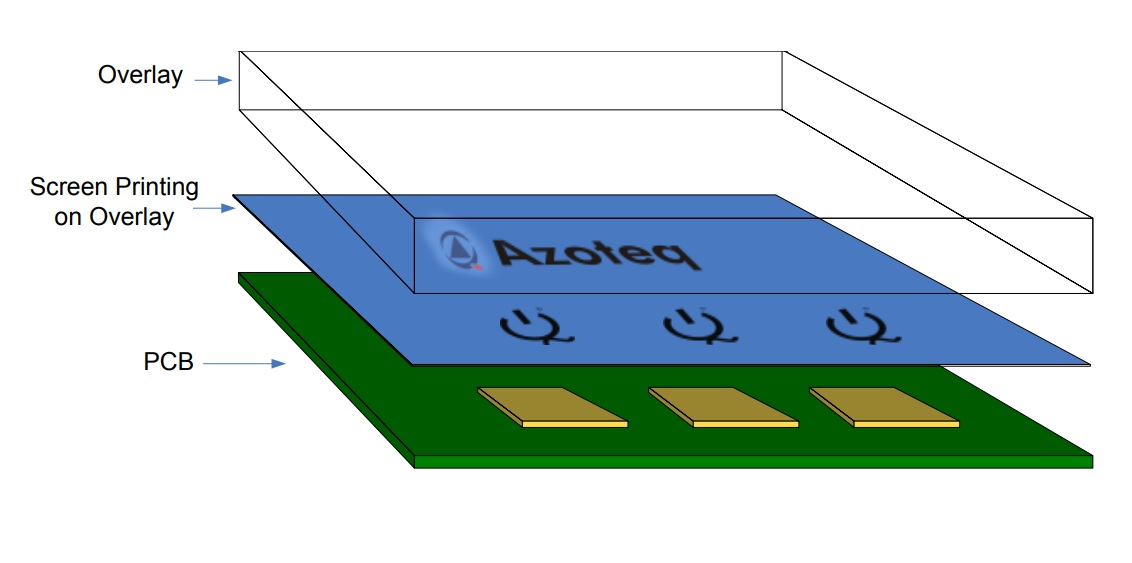 Overlay
Screen Printing
on Overlay
Azoteq
PCB